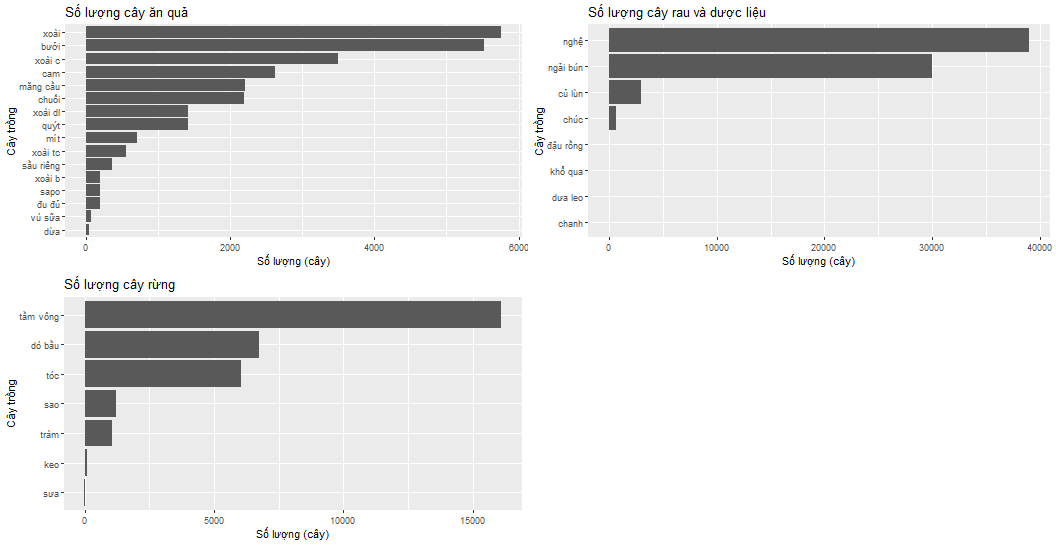 Số lượng cây ăn quả
Cây trồng
xoài
bưởi
xoài c
cam
mãng cầu
chuối
xoài dl
quýt
mít
xoài tc
sầu riêng
xoài b
sapo
đu đủ
vú sữa
dừa
0 2000 4000 6000
Số lượng (cây)
Số lượng cây rau và dược liệu
Cây trồng
nghệ
ngải bún
củ lùn
chúc
đậu rồng
khổ qua
dưa leo
chanh
0 10000 20000 30000 40000
Số lượng (cây)
Số lượng cây rừng
Cây trồng
tầm vông
dó bầu
tóc
sao
tràm
keo
sưa
0 5000 10000 15000
Số lượng (cây)